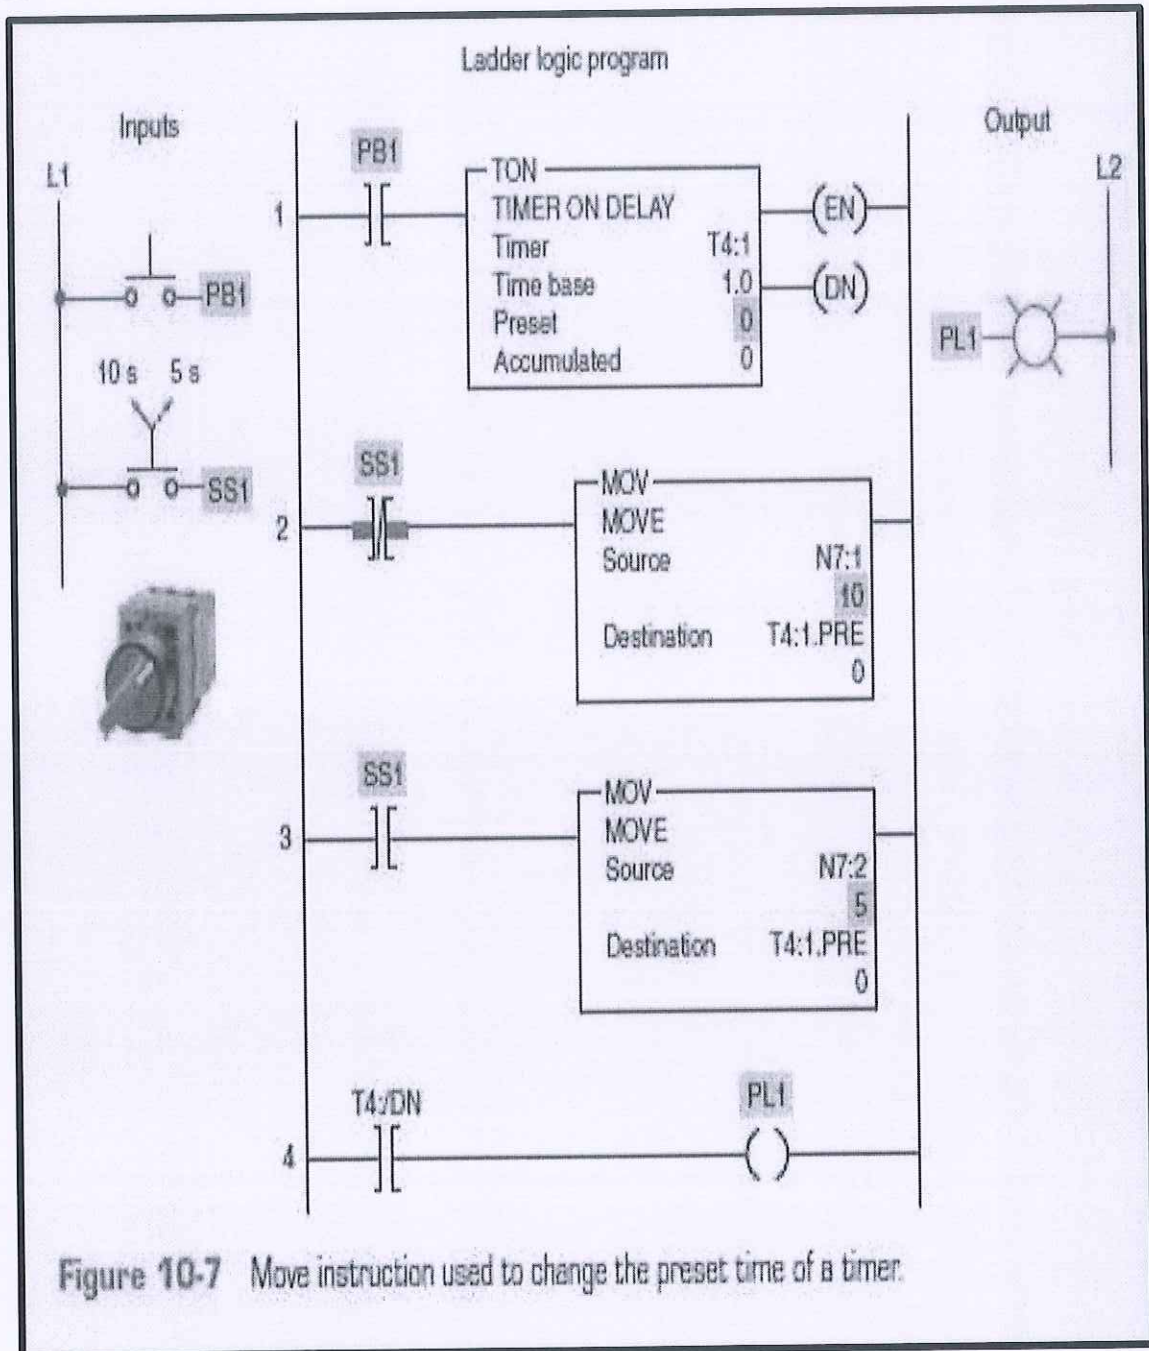 Ladder logic program
Inputs
Output
L1
L2
PB1
10 s 5 s
SS1
PL1
1
PB1
TON
TIMER ON DELAY
Timer T4:1
Time base 1.0
Preset 0
Accumulated 0
(EN)
(DN)
2
SS1
MOV
MOVE
Source N7:1
10
Destination T4:1.PRE
0
3
SS1
MOV
MOVE
Source N7:2
5
Destination T4:1.PRE
0
4
T4:/DN
PL1
Figure 10-7 Move instruction used to change the preset time of a timer.